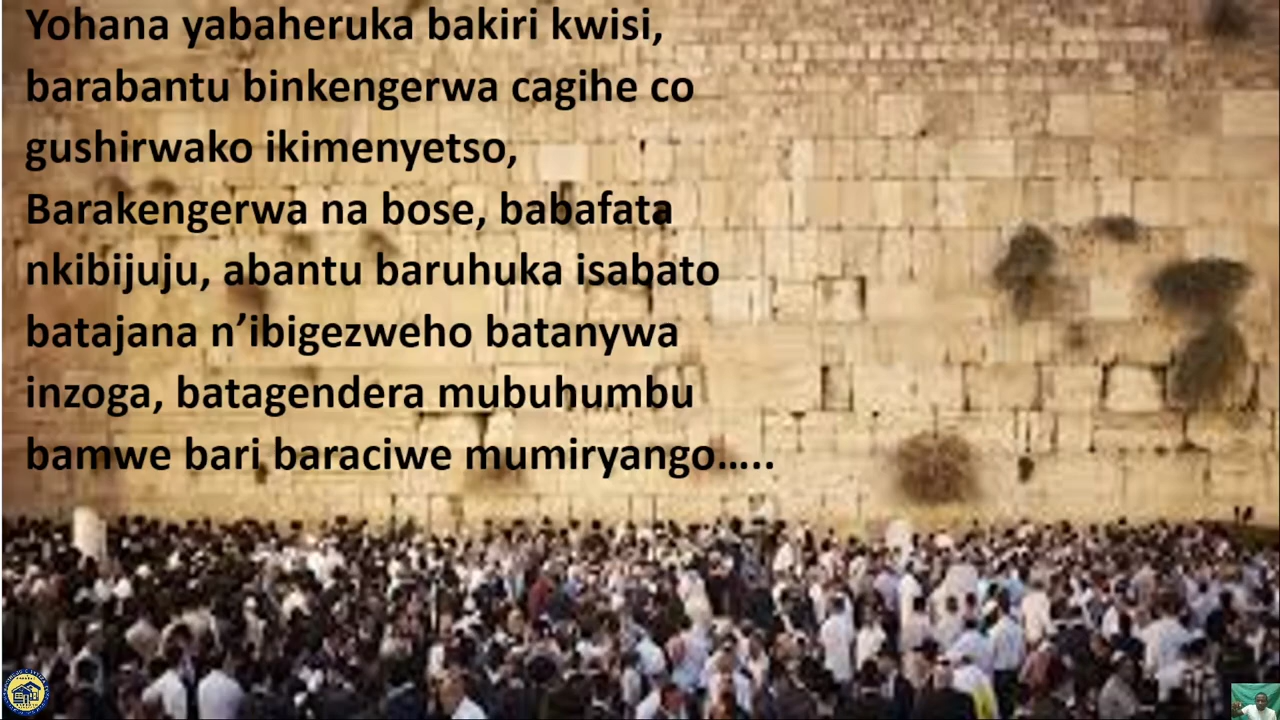 Yohana yabaheruka bakiri kwisi,
barabantu binkengerwa cagihe co
gushirwako ikimenyetso,
Barakengerwa na bose, babafata
nkibijuju, abantu baruhuka isabato
batajana n’ibigezweho batanywa
inzoga, batagendera mubuhumbu
bamwe bari baraciwe mumiryango.....